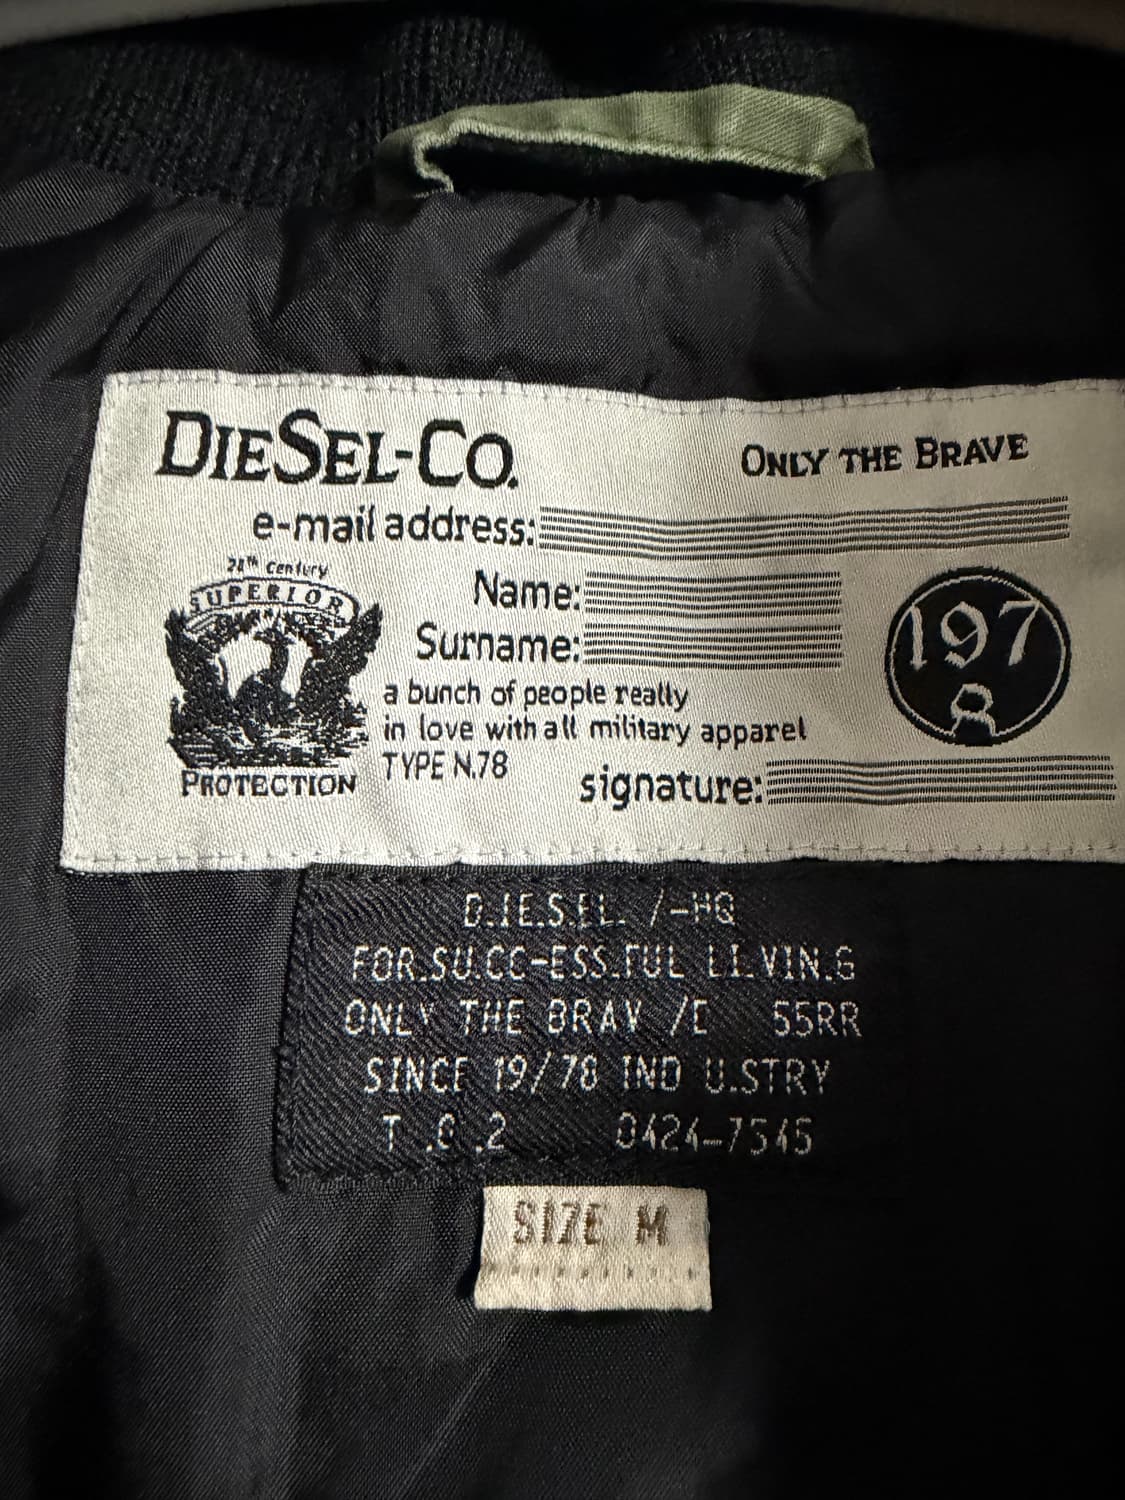 DIESEL-CO.
ONLY THE BRAVE
e-mail address:
Name:
Surname:
Century
SUPERIOR
PROTECTION
a bunch of people really
in love with all military apparel
TYPE N.78
197
8
signature:
D.IE.S.EL. /-HQ
FOR.SU.CC-ESS.FUL LI.VIN.G
ONLY THE BRAV /E 55RR
SINCE 19/78 IND U.STRY
T .0 .2 0424-7545
SIZE M